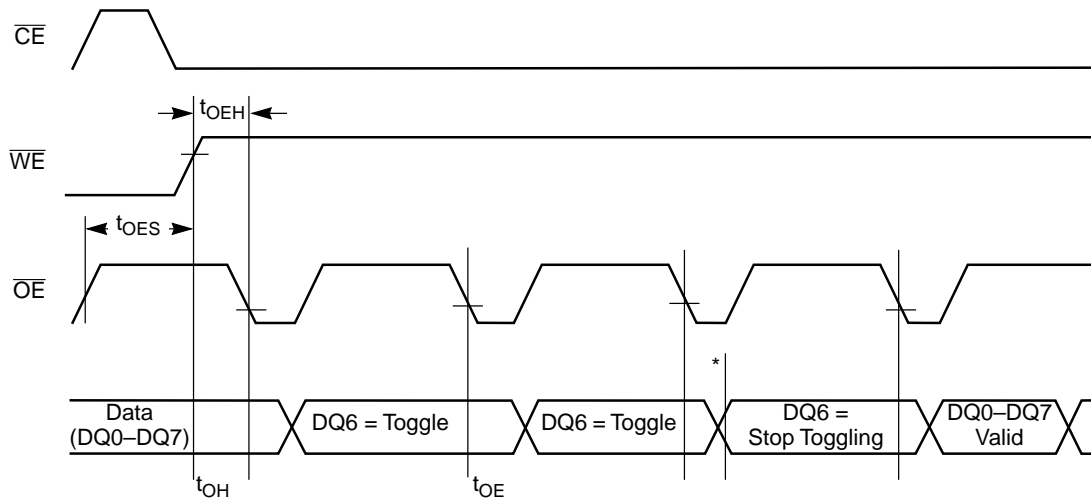 CE
tOEH
WE
tOES
OE
*
Data
(DQ0–DQ7)
DQ6 = Toggle
DQ6 = Toggle
DQ6 =
Stop Toggling
DQ0–DQ7
Valid
tOH
tOE